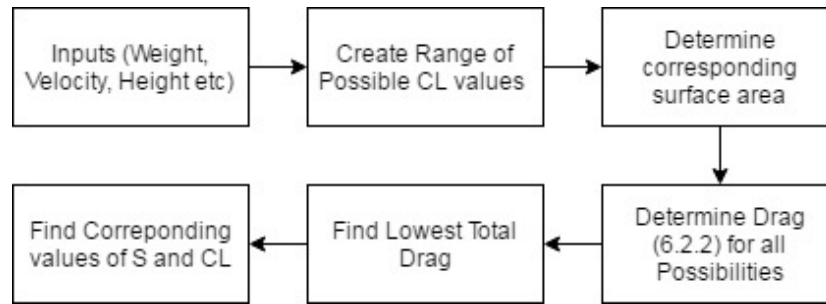 Inputs (Weight,
Velocity, Height etc)
Create Range of
Possible CL values
Determine
corresponding
surface area
Determine Drag
(6.2.2) for all
Possibilities
Find Lowest Total
Drag
Find Correponding
values of S and CL